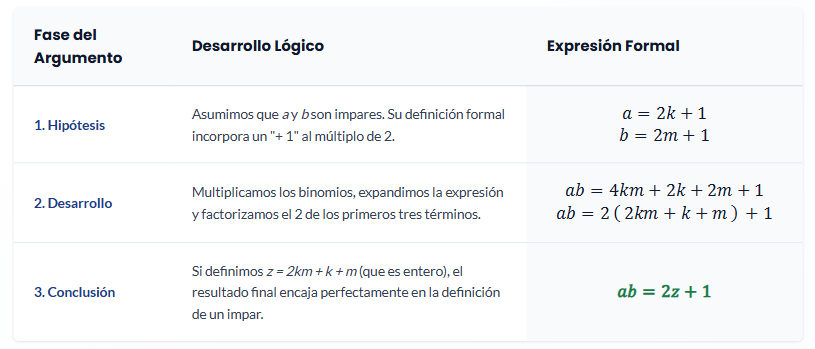 Fase del
Argumento
Desarrollo Lógico
Expresión Formal
1. Hipótesis
Asumimos que a y b son impares. Su definición formal
incorpora un "+ 1" al múltiplo de 2.
a = 2k + 1
b = 2m + 1
2. Desarrollo
Multiplicamos los binomios, expandimos la expresión
y factorizamos el 2 de los primeros tres términos.
ab = 4km + 2k + 2m + 1
ab = 2 ( 2km + k + m ) + 1
3. Conclusión
Si definimos z = 2km + k + m (que es entero), el
resultado final encaja perfectamente en la definición
de un impar.
ab = 2z + 1